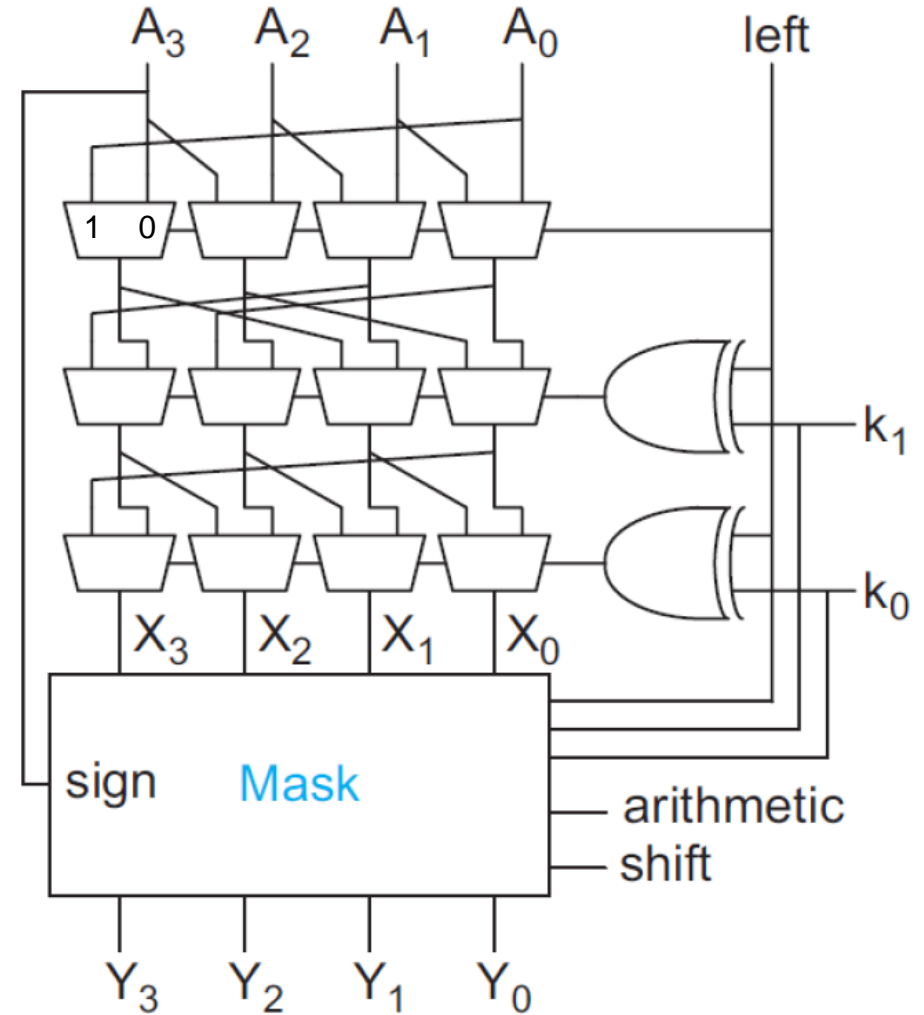 A3 A2 A1 A0 left
1 0
k1
k0
X3 X2 X1 X0
sign Mask
arithmetic
shift
Y3 Y2 Y1 Y0